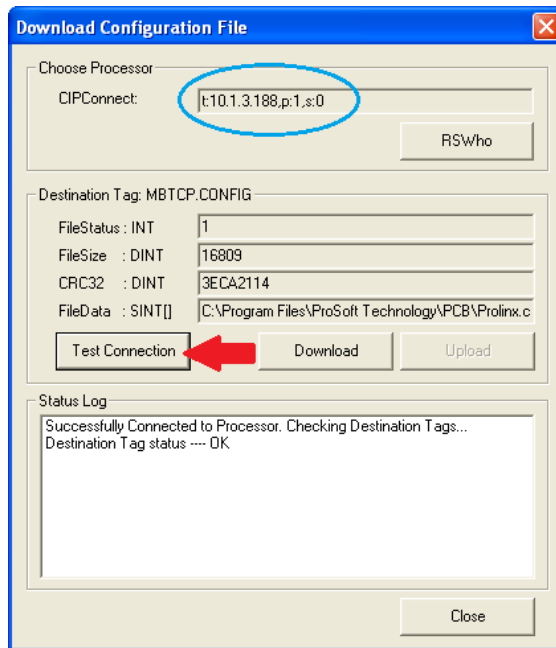 Download Configuration File
Choose Processor
CIPConnect: t:10.1.3.188,p:1,s:0
RSWho
Destination Tag: MBTCP.CONFIG
FileStatus : INT 1
FileSize : DINT 16809
CRC32 : DINT 3ECA2114
FileData : SINT[] C:\Program Files\ProSoft Technology\PCB\Prolinx.c
Test Connection Download Upload
Status Log
Successfully Connected to Processor. Checking Destination Tags...
Destination Tag status ---- OK
Close